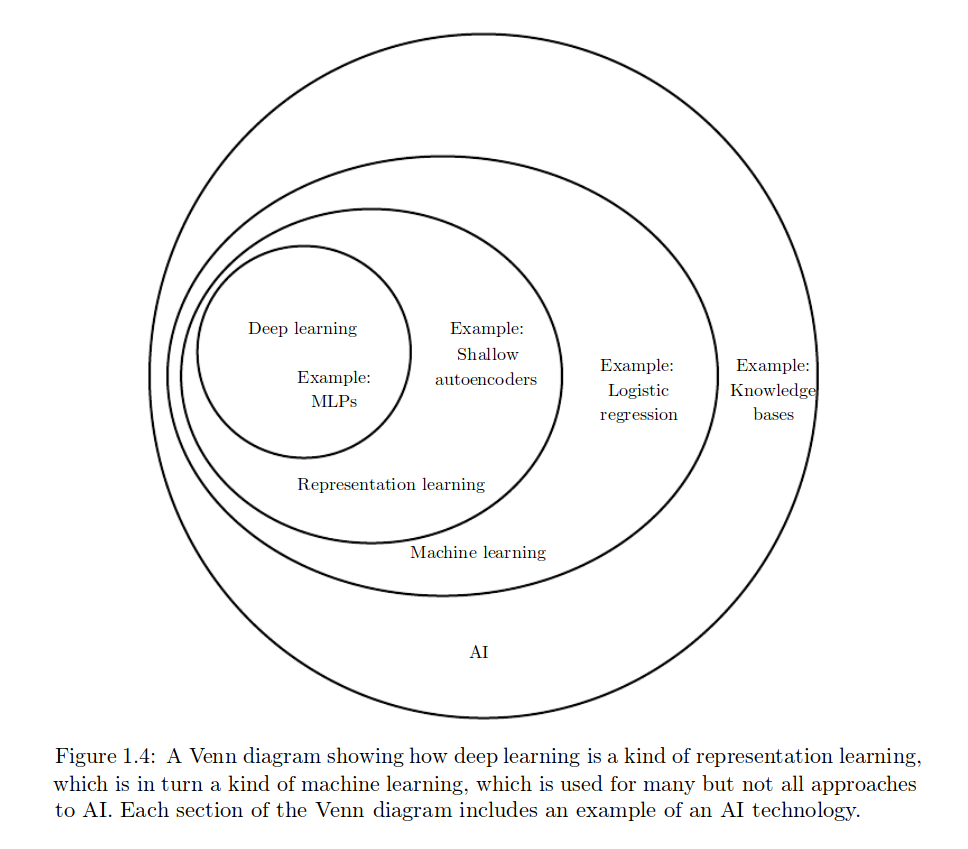 Deep learning
Example:
MLPs
Example:
Shallow
autoencoders
Example:
Logistic
regression
Example:
Knowledge
bases
Representation learning
Machine learning
AI
Figure 1.4: A Venn diagram showing how deep learning is a kind of representation learning,
which is in turn a kind of machine learning, which is used for many but not all approaches
to AI. Each section of the Venn diagram includes an example of an AI technology.